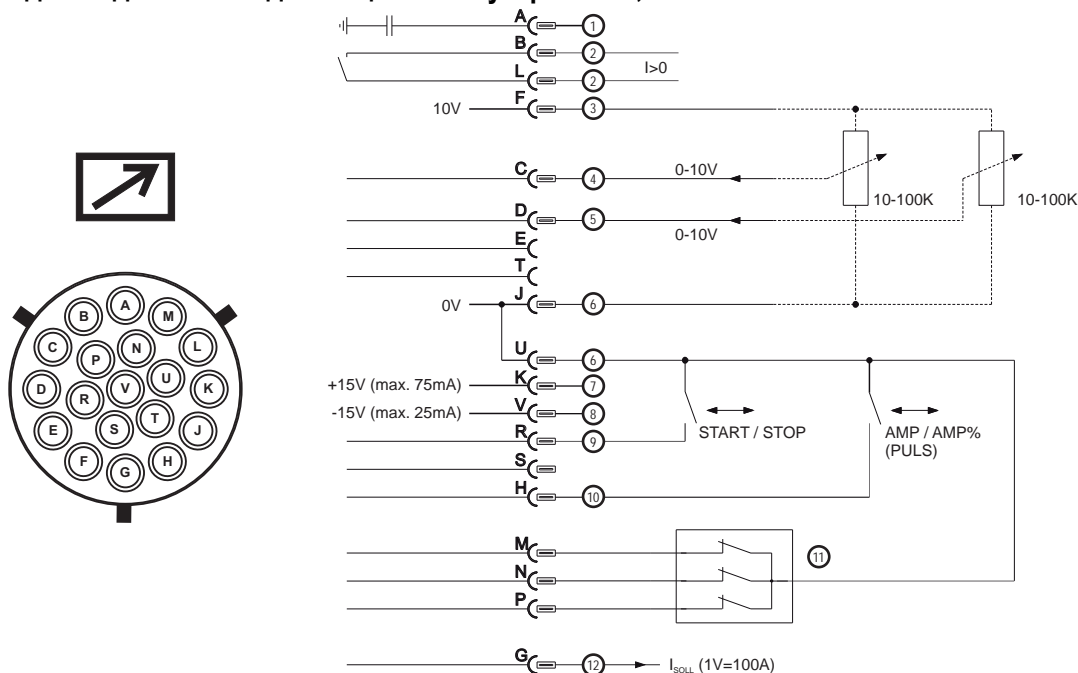 A
1
B
2
L
2
I>0
10V
F
3
C
4
0-10V
10-100K
10-100K
D
5
0-10V
E
T
0V
J
6
U
6
+15V (max. 75mA)
K
7
-15V (max. 25mA)
V
8
START / STOP
AMP / AMP%
(PULS)
R
9
S
H
10
M
11
N
P
G
12
I_SOLL (1V=100A)
A
B
M
C
N
L
P
D
V
U
K
R
E
S
T
J
F
G
H